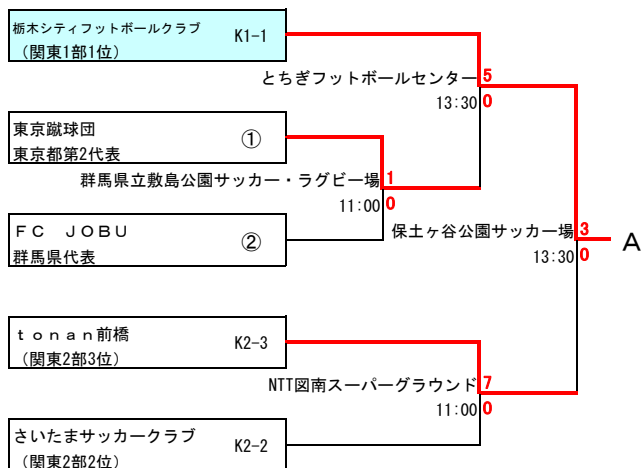 栃木シティフットボールクラブ K1-1
（関東1部1位）
とちぎフットボールセンター 5
13:30 0
東京蹴球団 ①
東京都第2代表
群馬県立敷島公園サッカー・ラグビー場 1
11:00 0
ＦＣ ＪＯＢＵ ②
群馬県代表
保土ヶ谷公園サッカー場 3
A
13:30 0
ｔｏｎａｎ前橋 K2-3
（関東2部3位）
NTT図南スーパーグラウンド 7
11:00 0
さいたまサッカークラブ K2-2
（関東2部2位）